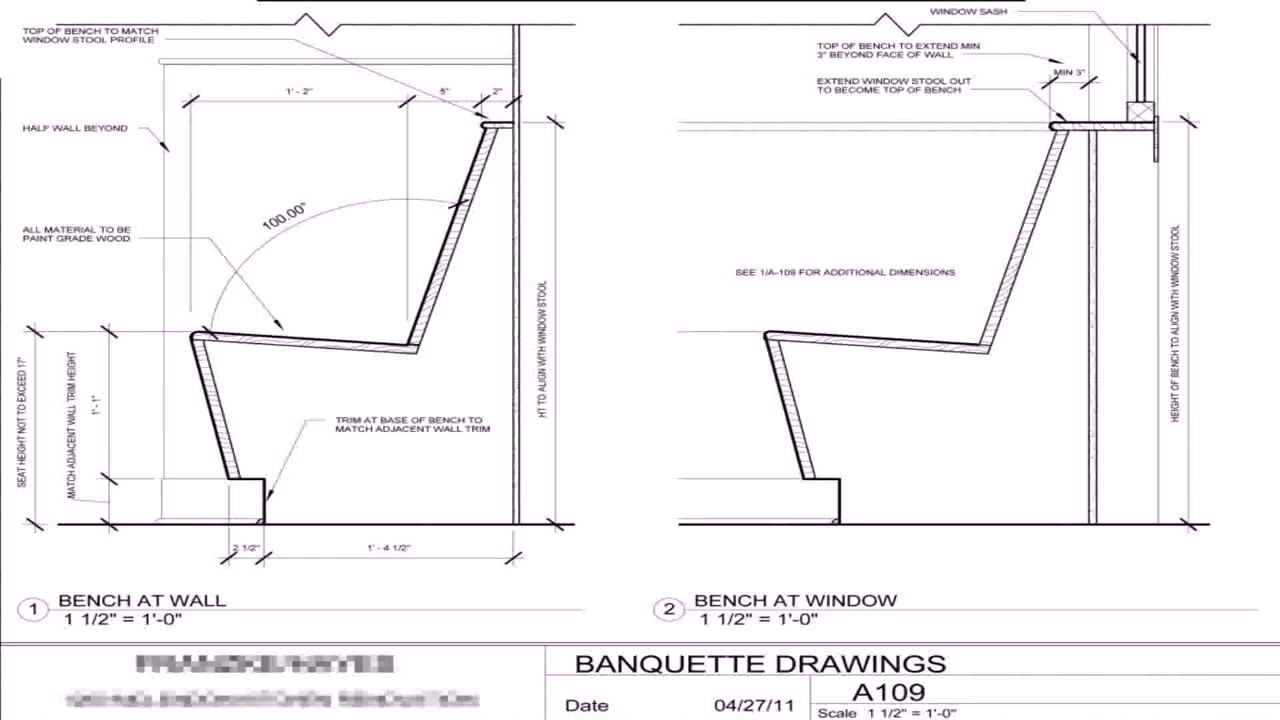 TOP OF BENCH TO MATCH
WINDOW STOOL PROFILE
1' - 2"
5"
2"
HALF WALL BEYOND
100.00°
ALL MATERIAL TO BE
PAINT GRADE WOOD
HT TO ALIGN WITH WINDOW STOOL
SEAT HEIGHT NOT TO EXCEED 17"
MATCH ADJACENT WALL TRIM HEIGHT
1' - 1"
TRIM AT BASE OF BENCH TO
MATCH ADJACENT WALL TRIM
2 1/2"
1' - 4 1/2"
1
BENCH AT WALL
1 1/2" = 1'-0"
WINDOW SASH
TOP OF BENCH TO EXTEND MIN
3" BEYOND FACE OF WALL
MIN 3"
EXTEND WINDOW STOOL OUT
TO BECOME TOP OF BENCH
SEE 1/A-109 FOR ADDITIONAL DIMENSIONS
HEIGHT OF BENCH TO ALIGN WITH WINDOW STOOL
2
BENCH AT WINDOW
1 1/2" = 1'-0"
BANQUETTE DRAWINGS
Date 04/27/11
A109
Scale 1 1/2" = 1'-0"